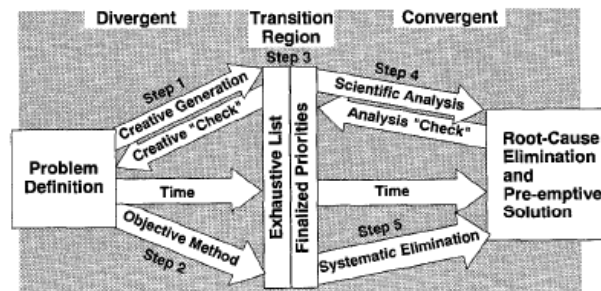 Divergent
Transition
Region
Convergent
Step 1
Creative Generation
Creative "Check"
Problem
Definition
Time
Objective Method
Step 2
Step 3
Exhaustive List
Finalized Priorities
Step 4
Scientific Analysis
Analysis "Check"
Time
Step 5
Systematic Elimination
Root-Cause
Elimination
and
Pre-emptive
Solution